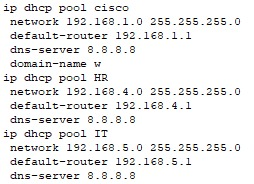 ip dhcp pool cisco
network 192.168.1.0 255.255.255.0
default-router 192.168.1.1
dns-server 8.8.8.8
domain-name w
ip dhcp pool HR
network 192.168.4.0 255.255.255.0
default-router 192.168.4.1
dns-server 8.8.8.8
ip dhcp pool IT
network 192.168.5.0 255.255.255.0
default-router 192.168.5.1
dns-server 8.8.8.8